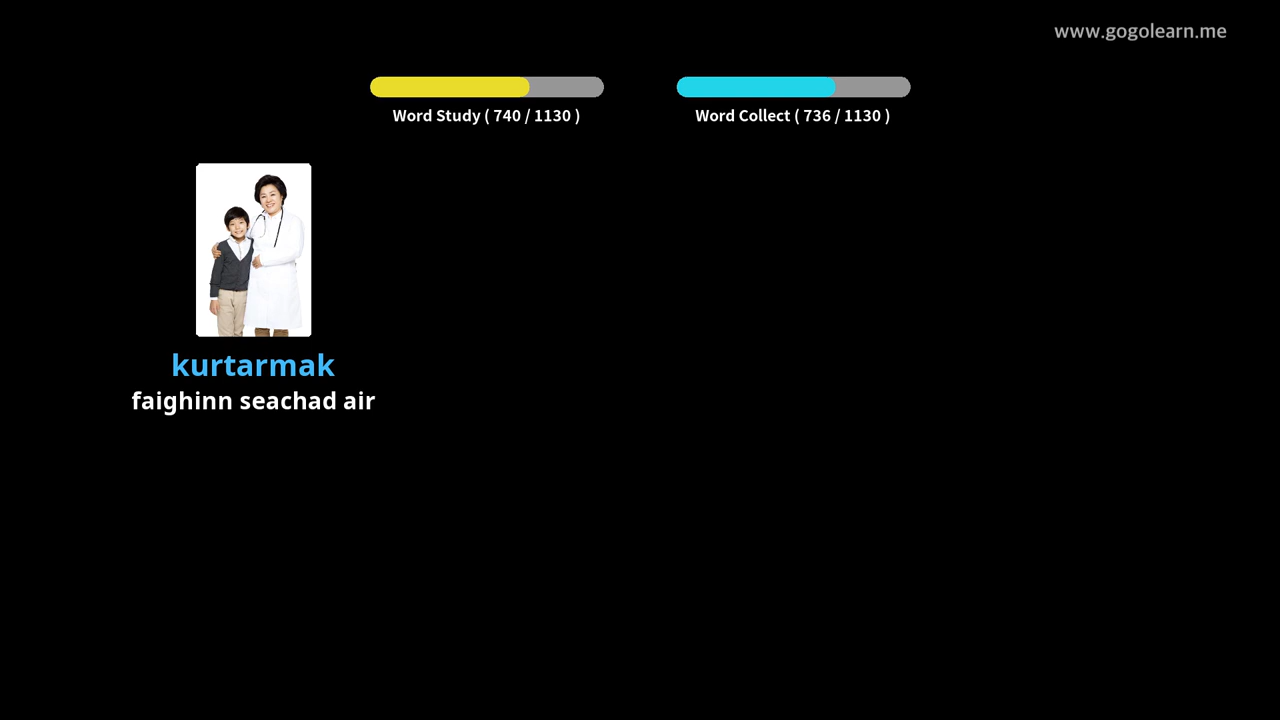 www.gogolearn.me
Word Study ( 740 / 1130 )
Word Collect ( 736 / 1130 )
kurtarmak
faighinn seachad air